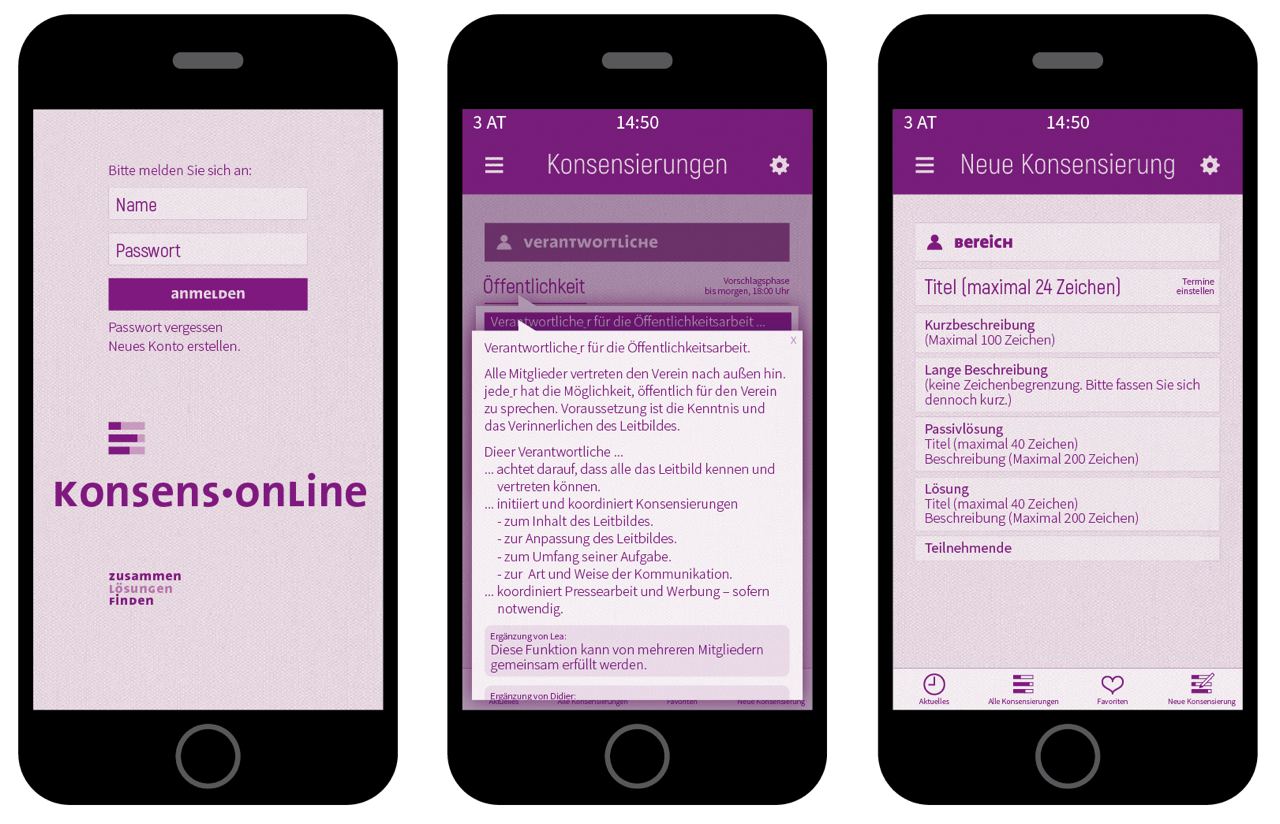 Bitte melden Sie sich an:
Name
Passwort
anmelden
Passwort vergessen
Neues Konto erstellen.
Konsens•onLine
zusammen
Lösungen
finden
3 AT 14:50
Konsensierungen
verantwortliche
Öffentlichkeit
Vorschlagsphase
bis morgen, 18:00 Uhr
Verantwortliche_r für die Öffentlichkeitsarbeit ...
X
Verantwortliche_r für die Öffentlichkeitsarbeit.
Alle Mitglieder vertreten den Verein nach außen hin.
jede_r hat die Möglichkeit, öffentlich für den Verein
zu sprechen. Voraussetzung ist die Kenntnis und
das Verinnerlichen des Leitbildes.
Dieer Verantwortliche ...
... achtet darauf, dass alle das Leitbild kennen und
vertreten können.
... initiiert und koordiniert Konsensierungen
- zum Inhalt des Leitbildes.
- zur Anpassung des Leitbildes.
- zum Umfang seiner Aufgabe.
- zur Art und Weise der Kommunikation.
... koordiniert Pressearbeit und Werbung – sofern
notwendig.
Ergänzung von Lea:
Diese Funktion kann von mehreren Mitgliedern
gemeinsam erfüllt werden.
Ergänzung von Didier:
Aktuelles Alle Konsensierungen Favoriten Neue Konsensierung
3 AT 14:50
Neue Konsensierung
Bereich
Titel (maximal 24 Zeichen)
Termine
einstellen
Kurzbeschreibung
(Maximal 100 Zeichen)
Lange Beschreibung
(keine Zeichenbegrenzung. Bitte fassen Sie sich
dennoch kurz.)
Passivlösung
Titel (maximal 40 Zeichen)
Beschreibung (Maximal 200 Zeichen)
Lösung
Titel (maximal 40 Zeichen)
Beschreibung (Maximal 200 Zeichen)
Teilnehmende
Aktuelles Alle Konsensierungen Favoriten Neue Konsensierung